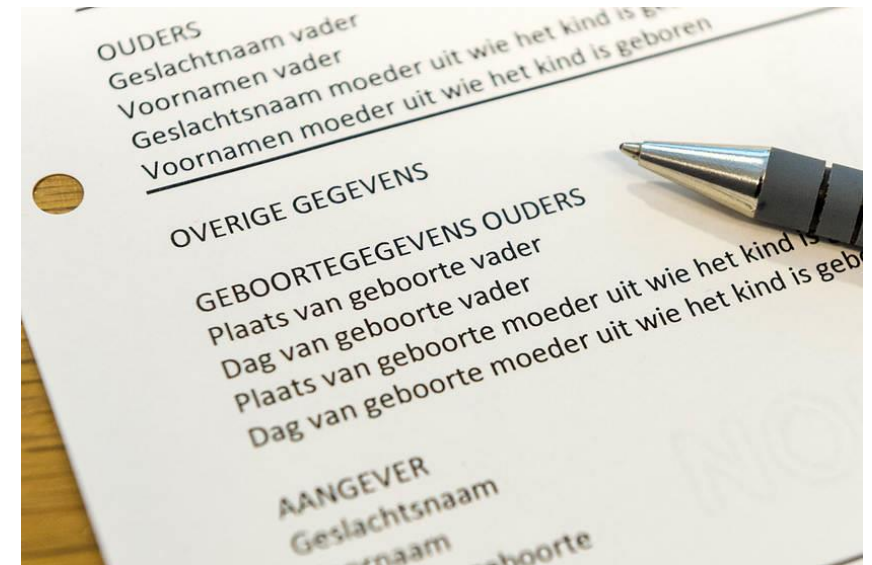 OUDERS
Geslachtnaam vader
Voornamen vader
Geslachtsnaam moeder uit wie het kind is
Voornamen moeder uit wie het kind is geboren
OVERIGE GEGEVENS
GEBOORTEGEGEVENS OUDERS
Plaats van geboorte vader
Dag van geboorte vader
Plaats van geboorte moeder uit wie het kind is
Dag van geboorte moeder uit wie het kind is geb
AANGEVER
Geslachtsnaam